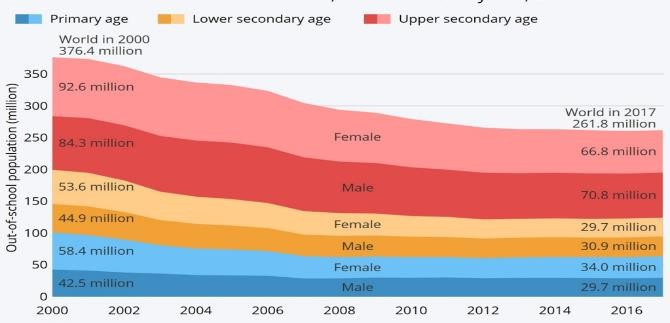 Primary age Lower secondary age Upper secondary age
World in 2000
376.4 million
World in 2017
261.8 million
Out-of-school population (million)
350
300
250
200
150
100
50
0
92.6 million
84.3 million
53.6 million
44.9 million
58.4 million
42.5 million
Female
Male
Female
Male
Female
Male
66.8 million
70.8 million
29.7 million
30.9 million
34.0 million
29.7 million
2000 2002 2004 2006 2008 2010 2012 2014 2016